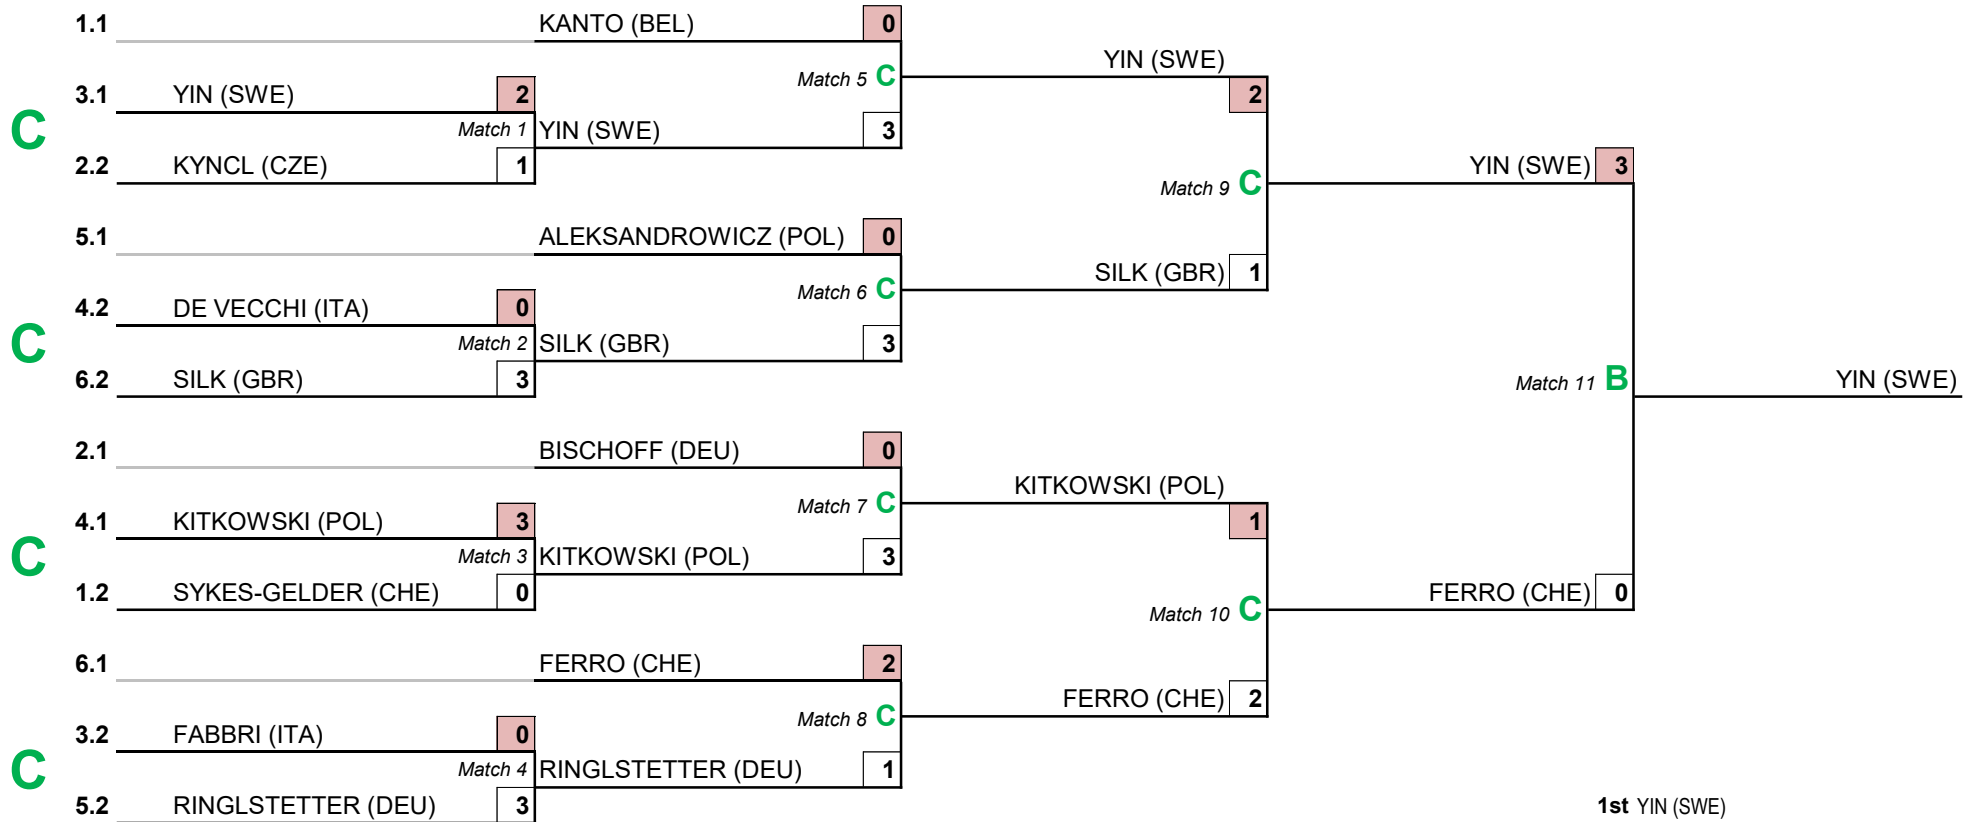 1.1 KANTO (BEL) 0
YIN (SWE)
Match 5 C
3.1 YIN (SWE) 2 2
C Match 1 YIN (SWE) 3
2.2 KYNCL (CZE) 1 YIN (SWE) 3
Match 9 C
5.1 ALEKSANDROWICZ (POL) 0
SILK (GBR) 1
Match 6 C
4.2 DE VECCHI (ITA) 0
C Match 2 SILK (GBR) 3
6.2 SILK (GBR) 3 Match 11 B YIN (SWE)
2.1 BISCHOFF (DEU) 0
KITKOWSKI (POL)
Match 7 C
4.1 KITKOWSKI (POL) 3 1
C Match 3 KITKOWSKI (POL) 3
1.2 SYKES-GELDER (CHE) 0 FERRO (CHE) 0
Match 10 C
6.1 FERRO (CHE) 2
FERRO (CHE) 2
Match 8 C
3.2 FABBRI (ITA) 0
C Match 4 RINGLSTETTER (DEU) 1
5.2 RINGLSTETTER (DEU) 3 1st YIN (SWE)